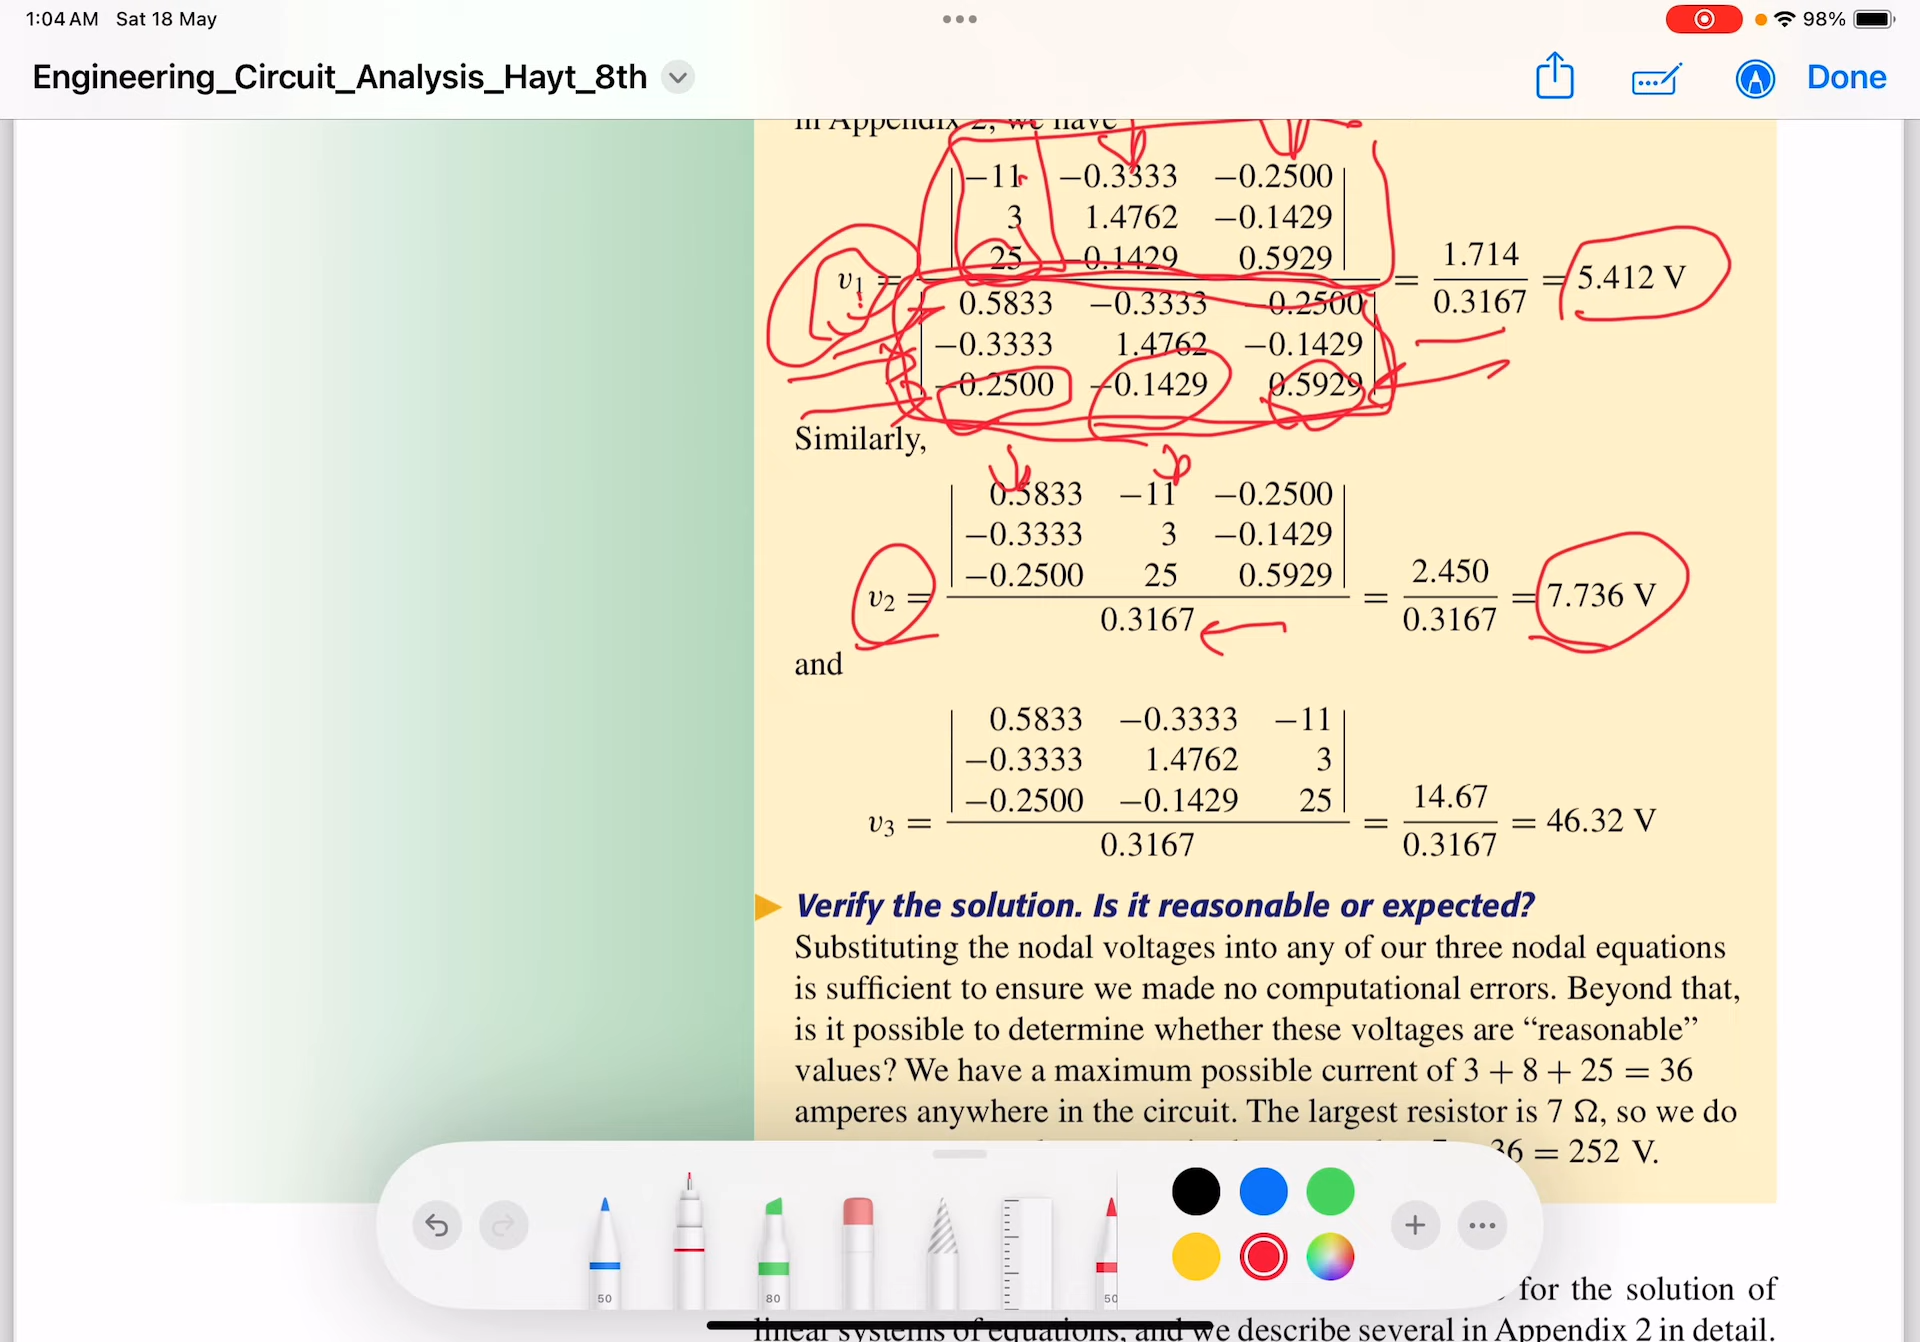 1:04 AM Sat 18 May
98%
Engineering_Circuit_Analysis_Hayt_8th
Done
in Appendix 2, we have
−11 −0.3333 −0.2500
3 1.4762 −0.1429
25 −0.1429 0.5929
v1 = = 1.714 / 0.3167 = 5.412 V
0.5833 −0.3333 −0.2500
−0.3333 1.4762 −0.1429
−0.2500 −0.1429 0.5929
Similarly,
0.5833 −11 −0.2500
−0.3333 3 −0.1429
−0.2500 25 0.5929
v2 = = 2.450 / 0.3167 = 7.736 V
0.3167
and
0.5833 −0.3333 −11
−0.3333 1.4762 3
−0.2500 −0.1429 25
v3 = = 14.67 / 0.3167 = 46.32 V
0.3167
Verify the solution. Is it reasonable or expected?
Substituting the nodal voltages into any of our three nodal equations
is sufficient to ensure we made no computational errors. Beyond that,
is it possible to determine whether these voltages are “reasonable”
values? We have a maximum possible current of 3 + 8 + 25 = 36
amperes anywhere in the circuit. The largest resistor is 7 Ω, so we do
36 = 252 V.
50 80 50
for the solution of
linear systems of equations, and we describe several in Appendix 2 in detail.